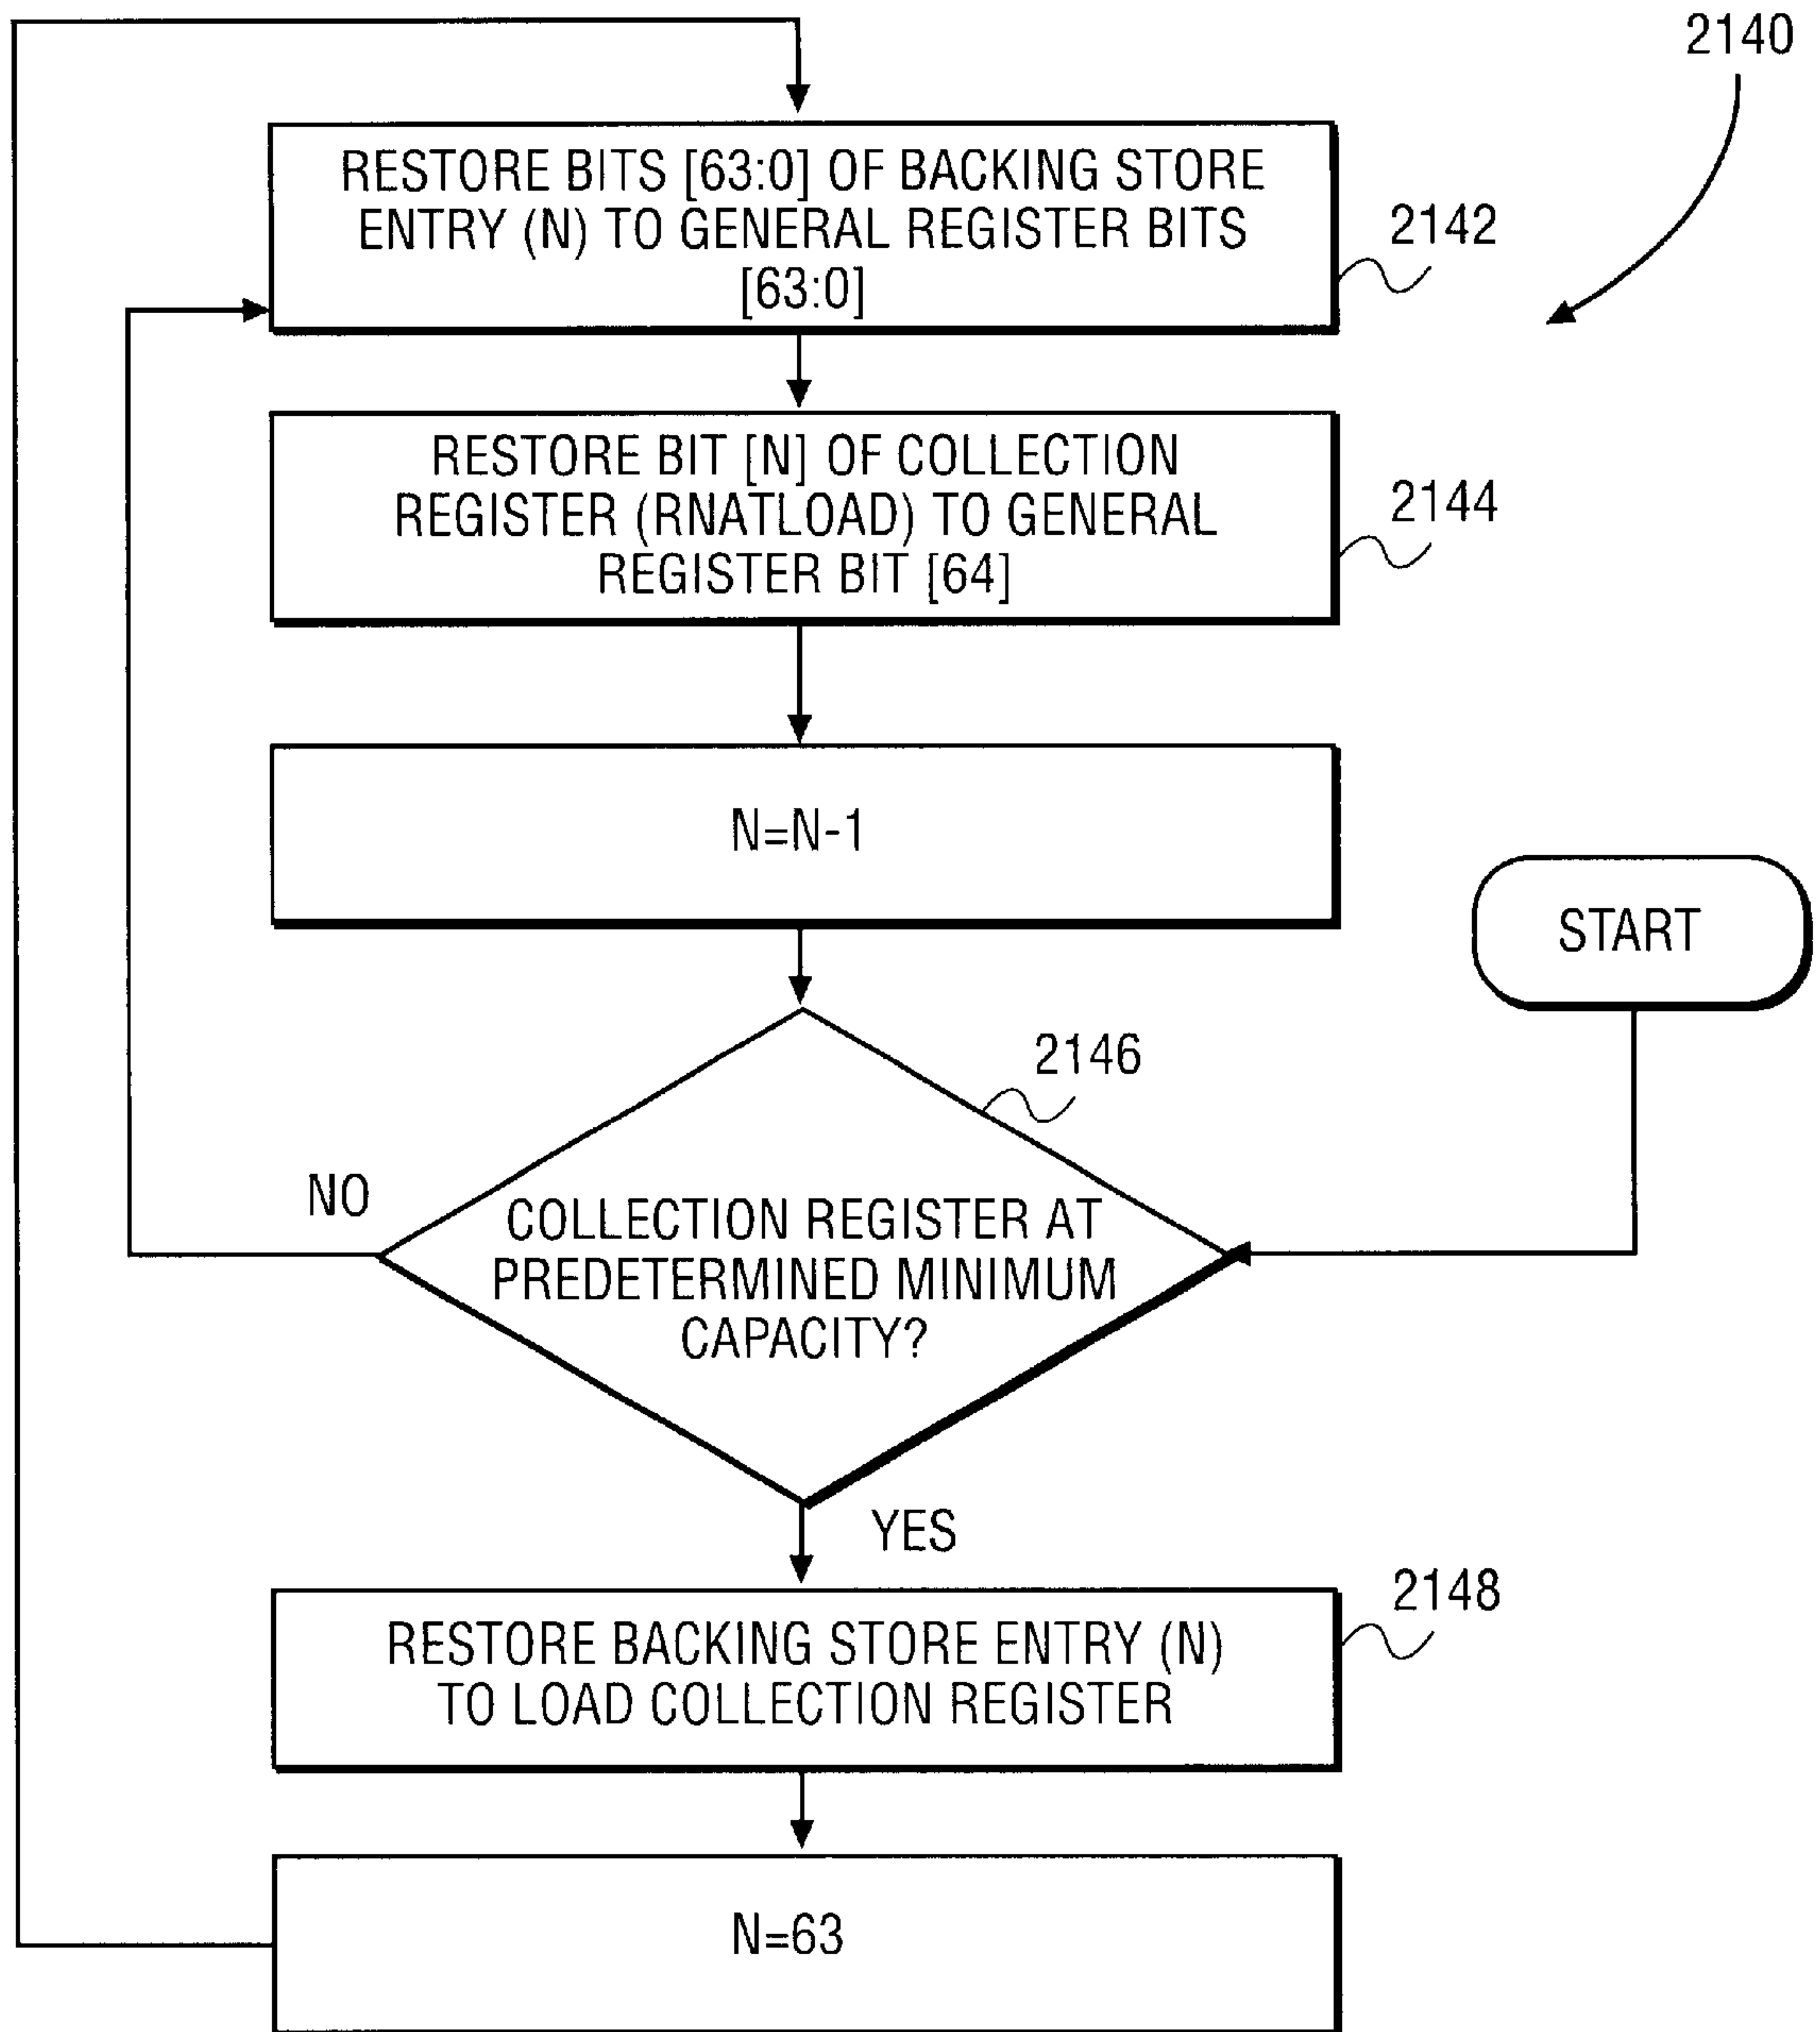 2140
RESTORE BITS [63:0] OF BACKING STORE
ENTRY (N) TO GENERAL REGISTER BITS
[63:0]
2142
RESTORE BIT [N] OF COLLECTION
REGISTER (RNATLOAD) TO GENERAL
REGISTER BIT [64]
2144
N=N-1
START
2146
NO
COLLECTION REGISTER AT
PREDETERMINED MINIMUM
CAPACITY?
YES
2148
RESTORE BACKING STORE ENTRY (N)
TO LOAD COLLECTION REGISTER
N=63